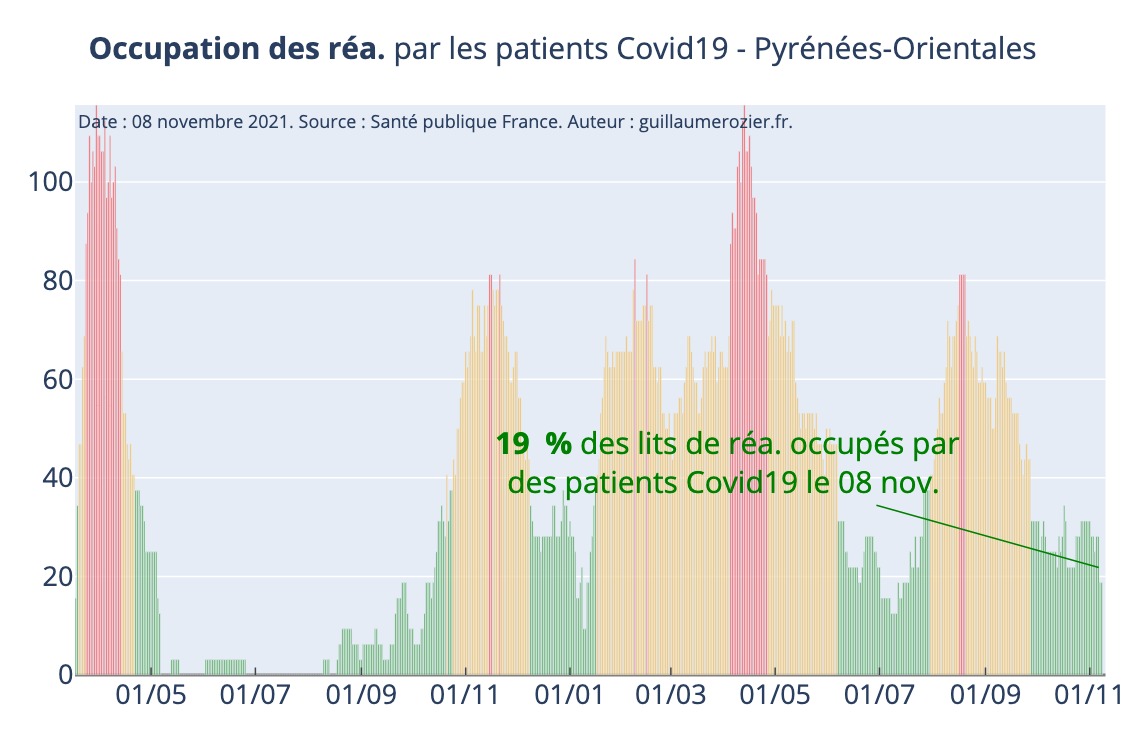 Occupation des réa. par les patients Covid19 - Pyrénées-Orientales
Date : 08 novembre 2021. Source : Santé publique France. Auteur : guillaumerozier.fr.
100
80
60
40
20
0
19 % des lits de réa. occupés par
des patients Covid19 le 08 nov.
01/05 01/07 01/09 01/11 01/01 01/03 01/05 01/07 01/09 01/11